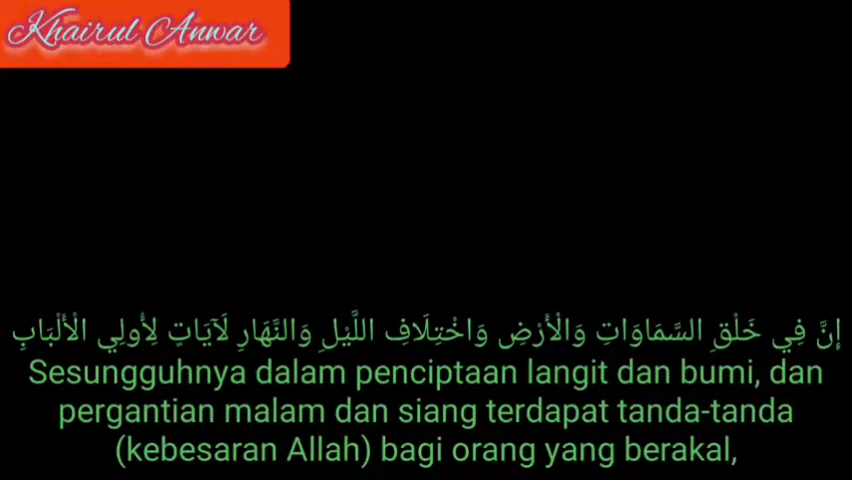 Khairul Anwar
إِنَّ فِي خَلْقِ السَّمَاوَاتِ وَالْأَرْضِ وَاخْتِلَافِ اللَّيْلِ وَالنَّهَارِ لَآيَاتٍ لِأُولِي الْأَلْبَابِ
Sesungguhnya dalam penciptaan langit dan bumi, dan
pergantian malam dan siang terdapat tanda-tanda
(kebesaran Allah) bagi orang yang berakal,